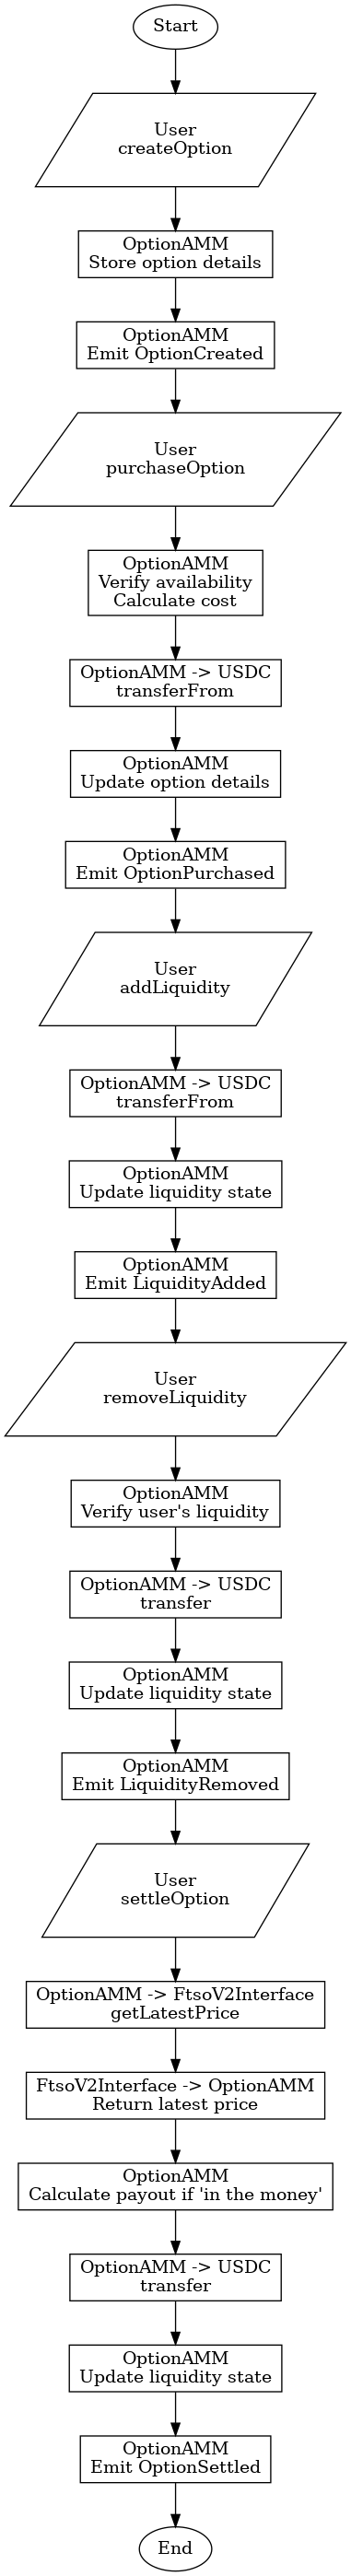 Start
User
createOption
OptionAMM
Store option details
OptionAMM
Emit OptionCreated
User
purchaseOption
OptionAMM
Verify availability
Calculate cost
OptionAMM -> USDC
transferFrom
OptionAMM
Update option details
OptionAMM
Emit OptionPurchased
User
addLiquidity
OptionAMM -> USDC
transferFrom
OptionAMM
Update liquidity state
OptionAMM
Emit LiquidityAdded
User
removeLiquidity
OptionAMM
Verify user's liquidity
OptionAMM -> USDC
transfer
OptionAMM
Update liquidity state
OptionAMM
Emit LiquidityRemoved
User
settleOption
OptionAMM -> FtsoV2Interface
getLatestPrice
FtsoV2Interface -> OptionAMM
Return latest price
OptionAMM
Calculate payout if 'in the money'
OptionAMM -> USDC
transfer
OptionAMM
Update liquidity state
OptionAMM
Emit OptionSettled
End